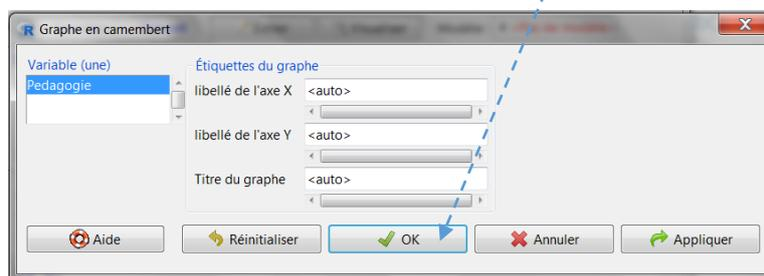 R Graphe en camembert
Variable (une)
Pedagogie
Étiquettes du graphe
libellé de l'axe X <auto>
libellé de l'axe Y <auto>
Titre du graphe <auto>
Aide Réinitialiser OK Annuler Appliquer